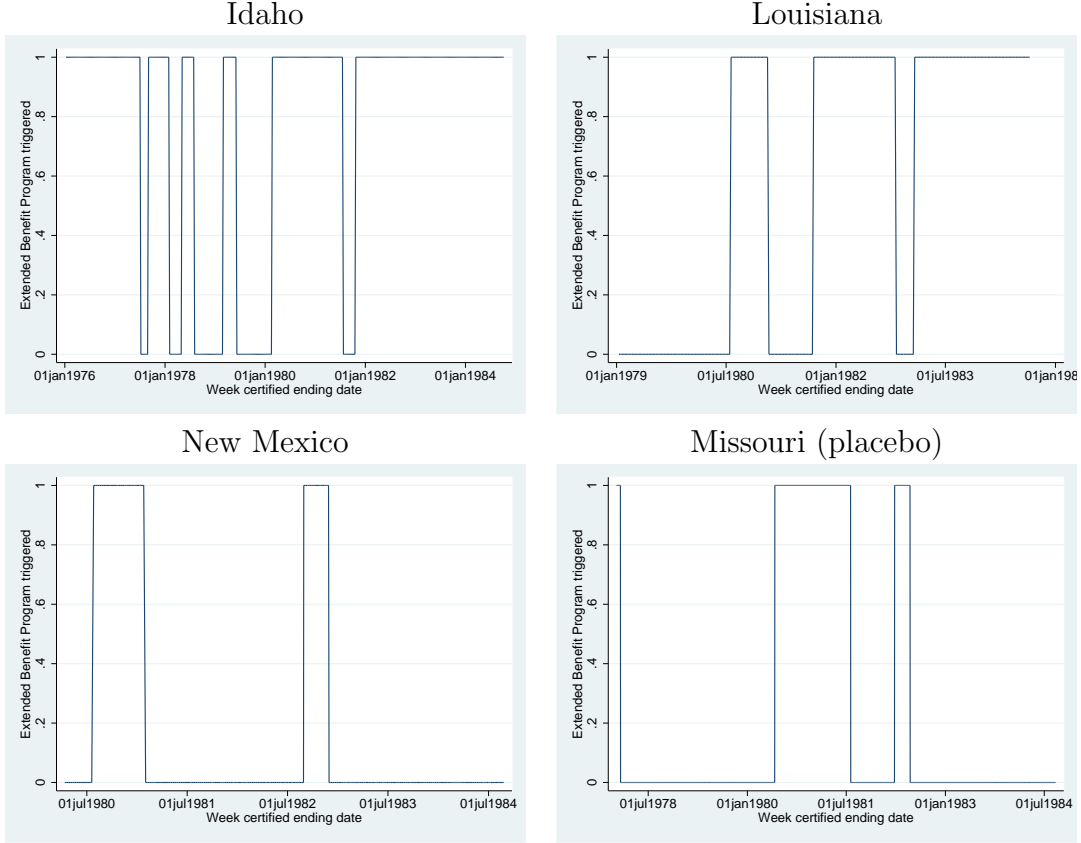 Idaho
Extended Benefit Program triggered
1
.8
.6
.4
.2
0
01jan1976 01jan1978 01jan1980 01jan1982 01jan1984
Week certified ending date
Louisiana
Extended Benefit Program triggered
1
.8
.6
.4
.2
0
01jan1979 01jul1980 01jan1982 01jul1983 01jan198
Week certified ending date
New Mexico
Extended Benefit Program triggered
1
.8
.6
.4
.2
0
01jul1980 01jul1981 01jul1982 01jul1983 01jul1984
Week certified ending date
Missouri (placebo)
Extended Benefit Program triggered
1
.8
.6
.4
.2
0
01jul1978 01jan1980 01jul1981 01jan1983 01jul1984
Week certified ending date